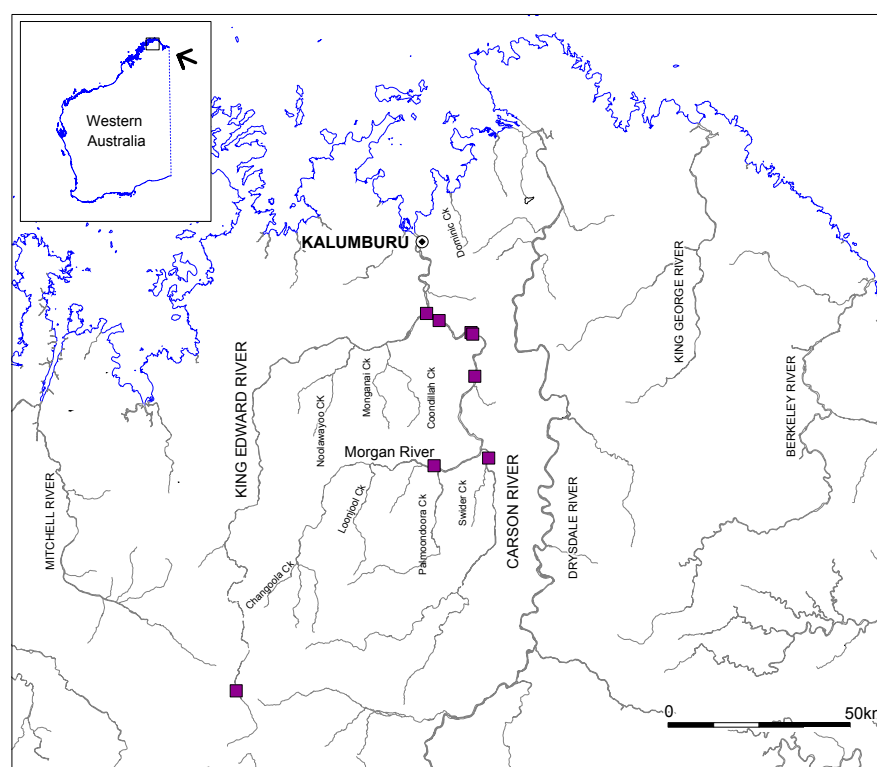 Western
Australia
KALUMBURU
Dominic Ck
KING GEORGE RIVER
KING EDWARD RIVER
Noolawayoo CK
Monganai Ck
Coondillah Ck
BERKELEY RIVER
Morgan River
MITCHELL RIVER
Loonjool Ck
Palmoondoora Ck
Swider Ck
CARSON RIVER
DRYSDALE RIVER
Changoola Ck
0
50km